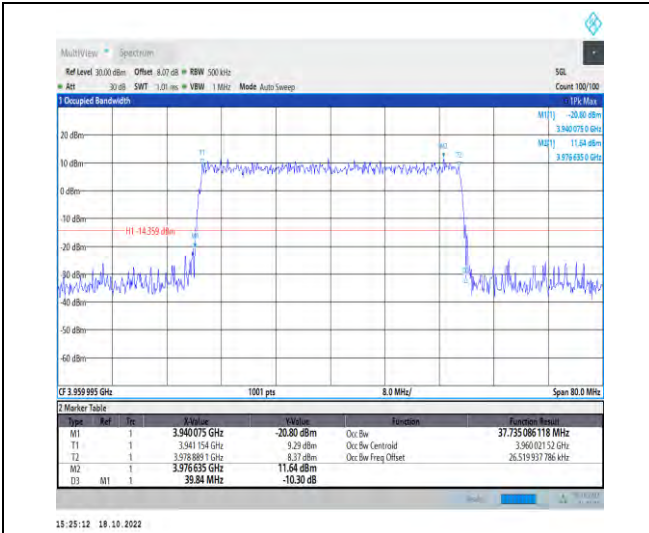 MultiView Spectrum
Ref Level 30.00 dBm Offset 8.07 dB RBW 500 kHz SGL
Att 30 dB SWT 1.01 ms VBW 1 MHz Mode Auto Sweep Count 100/100
1 Occupied Bandwidth 1Pk Max
M1[1] -20.80 dBm
3.940 075 0 GHz
M2[1] 11.64 dBm
3.976 635 0 GHz
20 dBm
T1 M2 T2
10 dBm
0 dBm
-10 dBm
H1 -14.359 dBm
M1
-20 dBm
-30 dBm
-40 dBm
-50 dBm
-60 dBm
CF 3.959 995 GHz 1001 pts 8.0 MHz/ Span 80.0 MHz
2 Marker Table
Type Ref Trc X-Value Y-Value Function Function Result
M1 1 3.940 075 GHz -20.80 dBm Occ Bw 37.735 086 118 MHz
T1 1 3.941 154 GHz 9.29 dBm Occ Bw Centroid 3.960 021 52 GHz
T2 1 3.978 889 1 GHz 8.37 dBm Occ Bw Freq Offset 26.519 937 786 kHz
M2 1 3.976 635 GHz 11.64 dBm
D3 M1 1 39.84 MHz -10.30 dB
15:25:12 18.10.2022